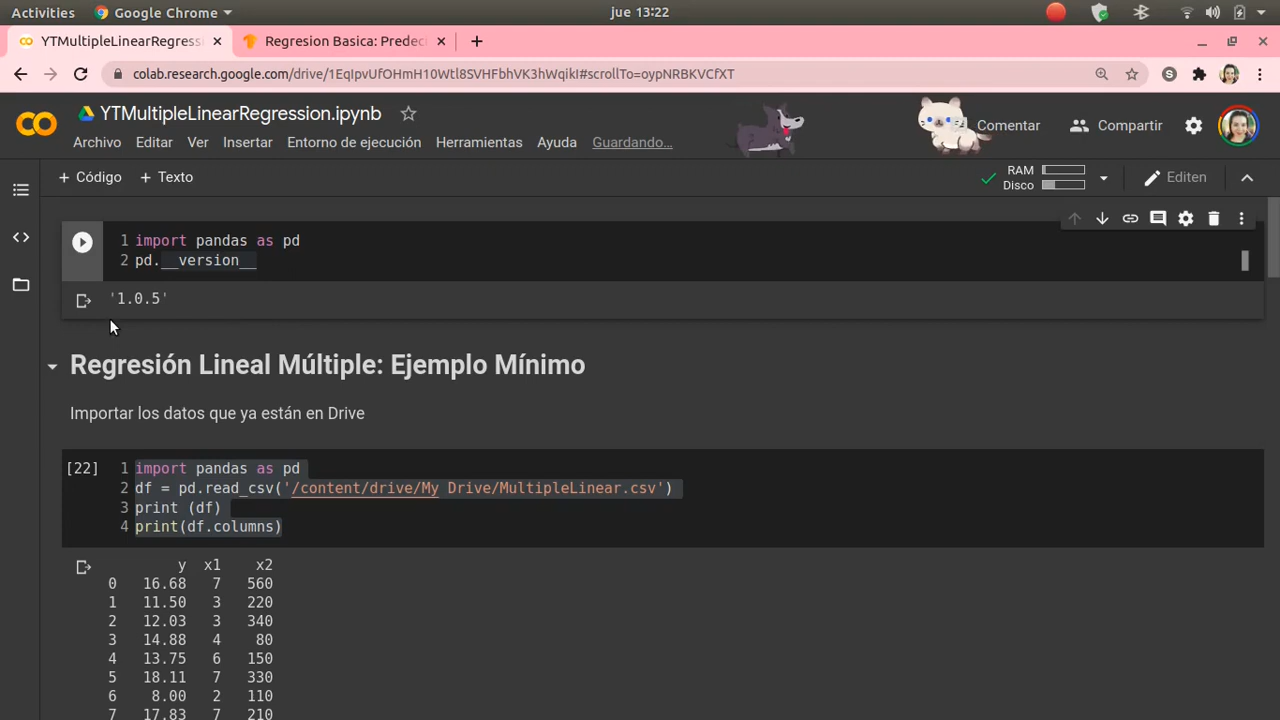 Activities Google Chrome jue 13:22
YTMultipleLinearRegress Regresion Basica: Predec
colab.research.google.com/drive/1EqIpvUfOHmH10Wtl8SVHFbhVK3hWqikI#scrollTo=oypNRBKVCfXT S
YTMultipleLinearRegression.ipynb
Comentar Compartir
Archivo Editar Ver Insertar Entorno de ejecución Herramientas Ayuda Guardando...
+ Código + Texto RAM Disco Editen
1 import pandas as pd
2 pd.__version__
'1.0.5'
Regresión Lineal Múltiple: Ejemplo Mínimo
Importar los datos que ya están en Drive
[22] 1 import pandas as pd
2 df = pd.read_csv('/content/drive/My Drive/MultipleLinear.csv')
3 print (df)
4 print(df.columns)
y x1 x2
0 16.68 7 560
1 11.50 3 220
2 12.03 3 340
3 14.88 4 80
4 13.75 6 150
5 18.11 7 330
6 8.00 2 110
7 17.83 7 210